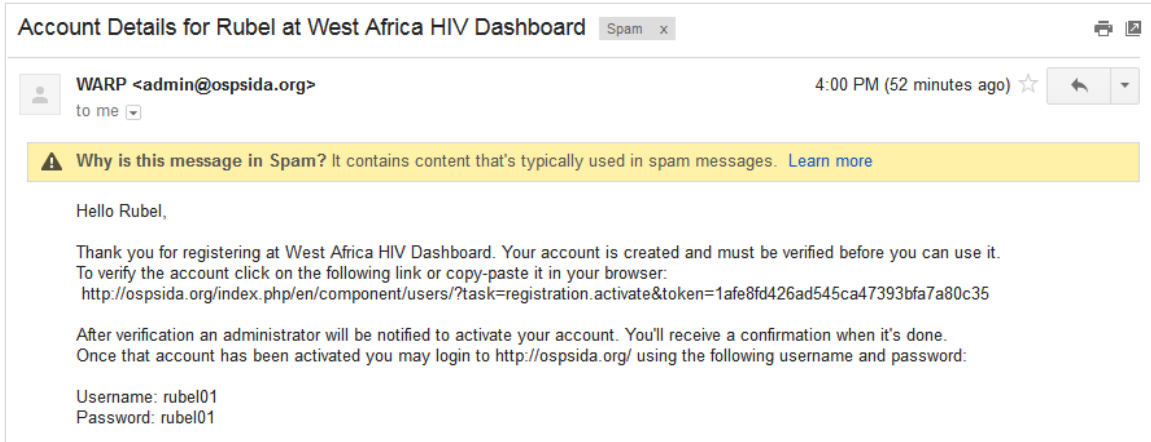 Account Details for Rubel at West Africa HIV Dashboard Spam x
WARP <admin@ospsida.org>
4:00 PM (52 minutes ago)
to me
Why is this message in Spam? It contains content that's typically used in spam messages. Learn more
Hello Rubel,
Thank you for registering at West Africa HIV Dashboard. Your account is created and must be verified before you can use it.
To verify the account click on the following link or copy-paste it in your browser:
http://ospsida.org/index.php/en/component/users/?task=registration.activate&token=1afe8fd426ad545ca47393bfa7a80c35
After verification an administrator will be notified to activate your account. You'll receive a confirmation when it's done.
Once that account has been activated you may login to http://ospsida.org/ using the following username and password:
Username: rubel01
Password: rubel01